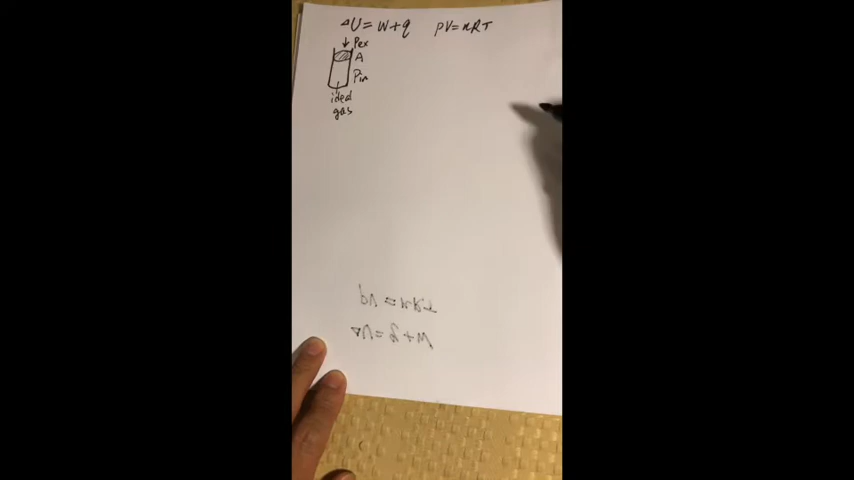 ΔU = W + q PV = nRT
↓ Pex
A
Pin
ideal
gas
PV = nRT
ΔU = q + W